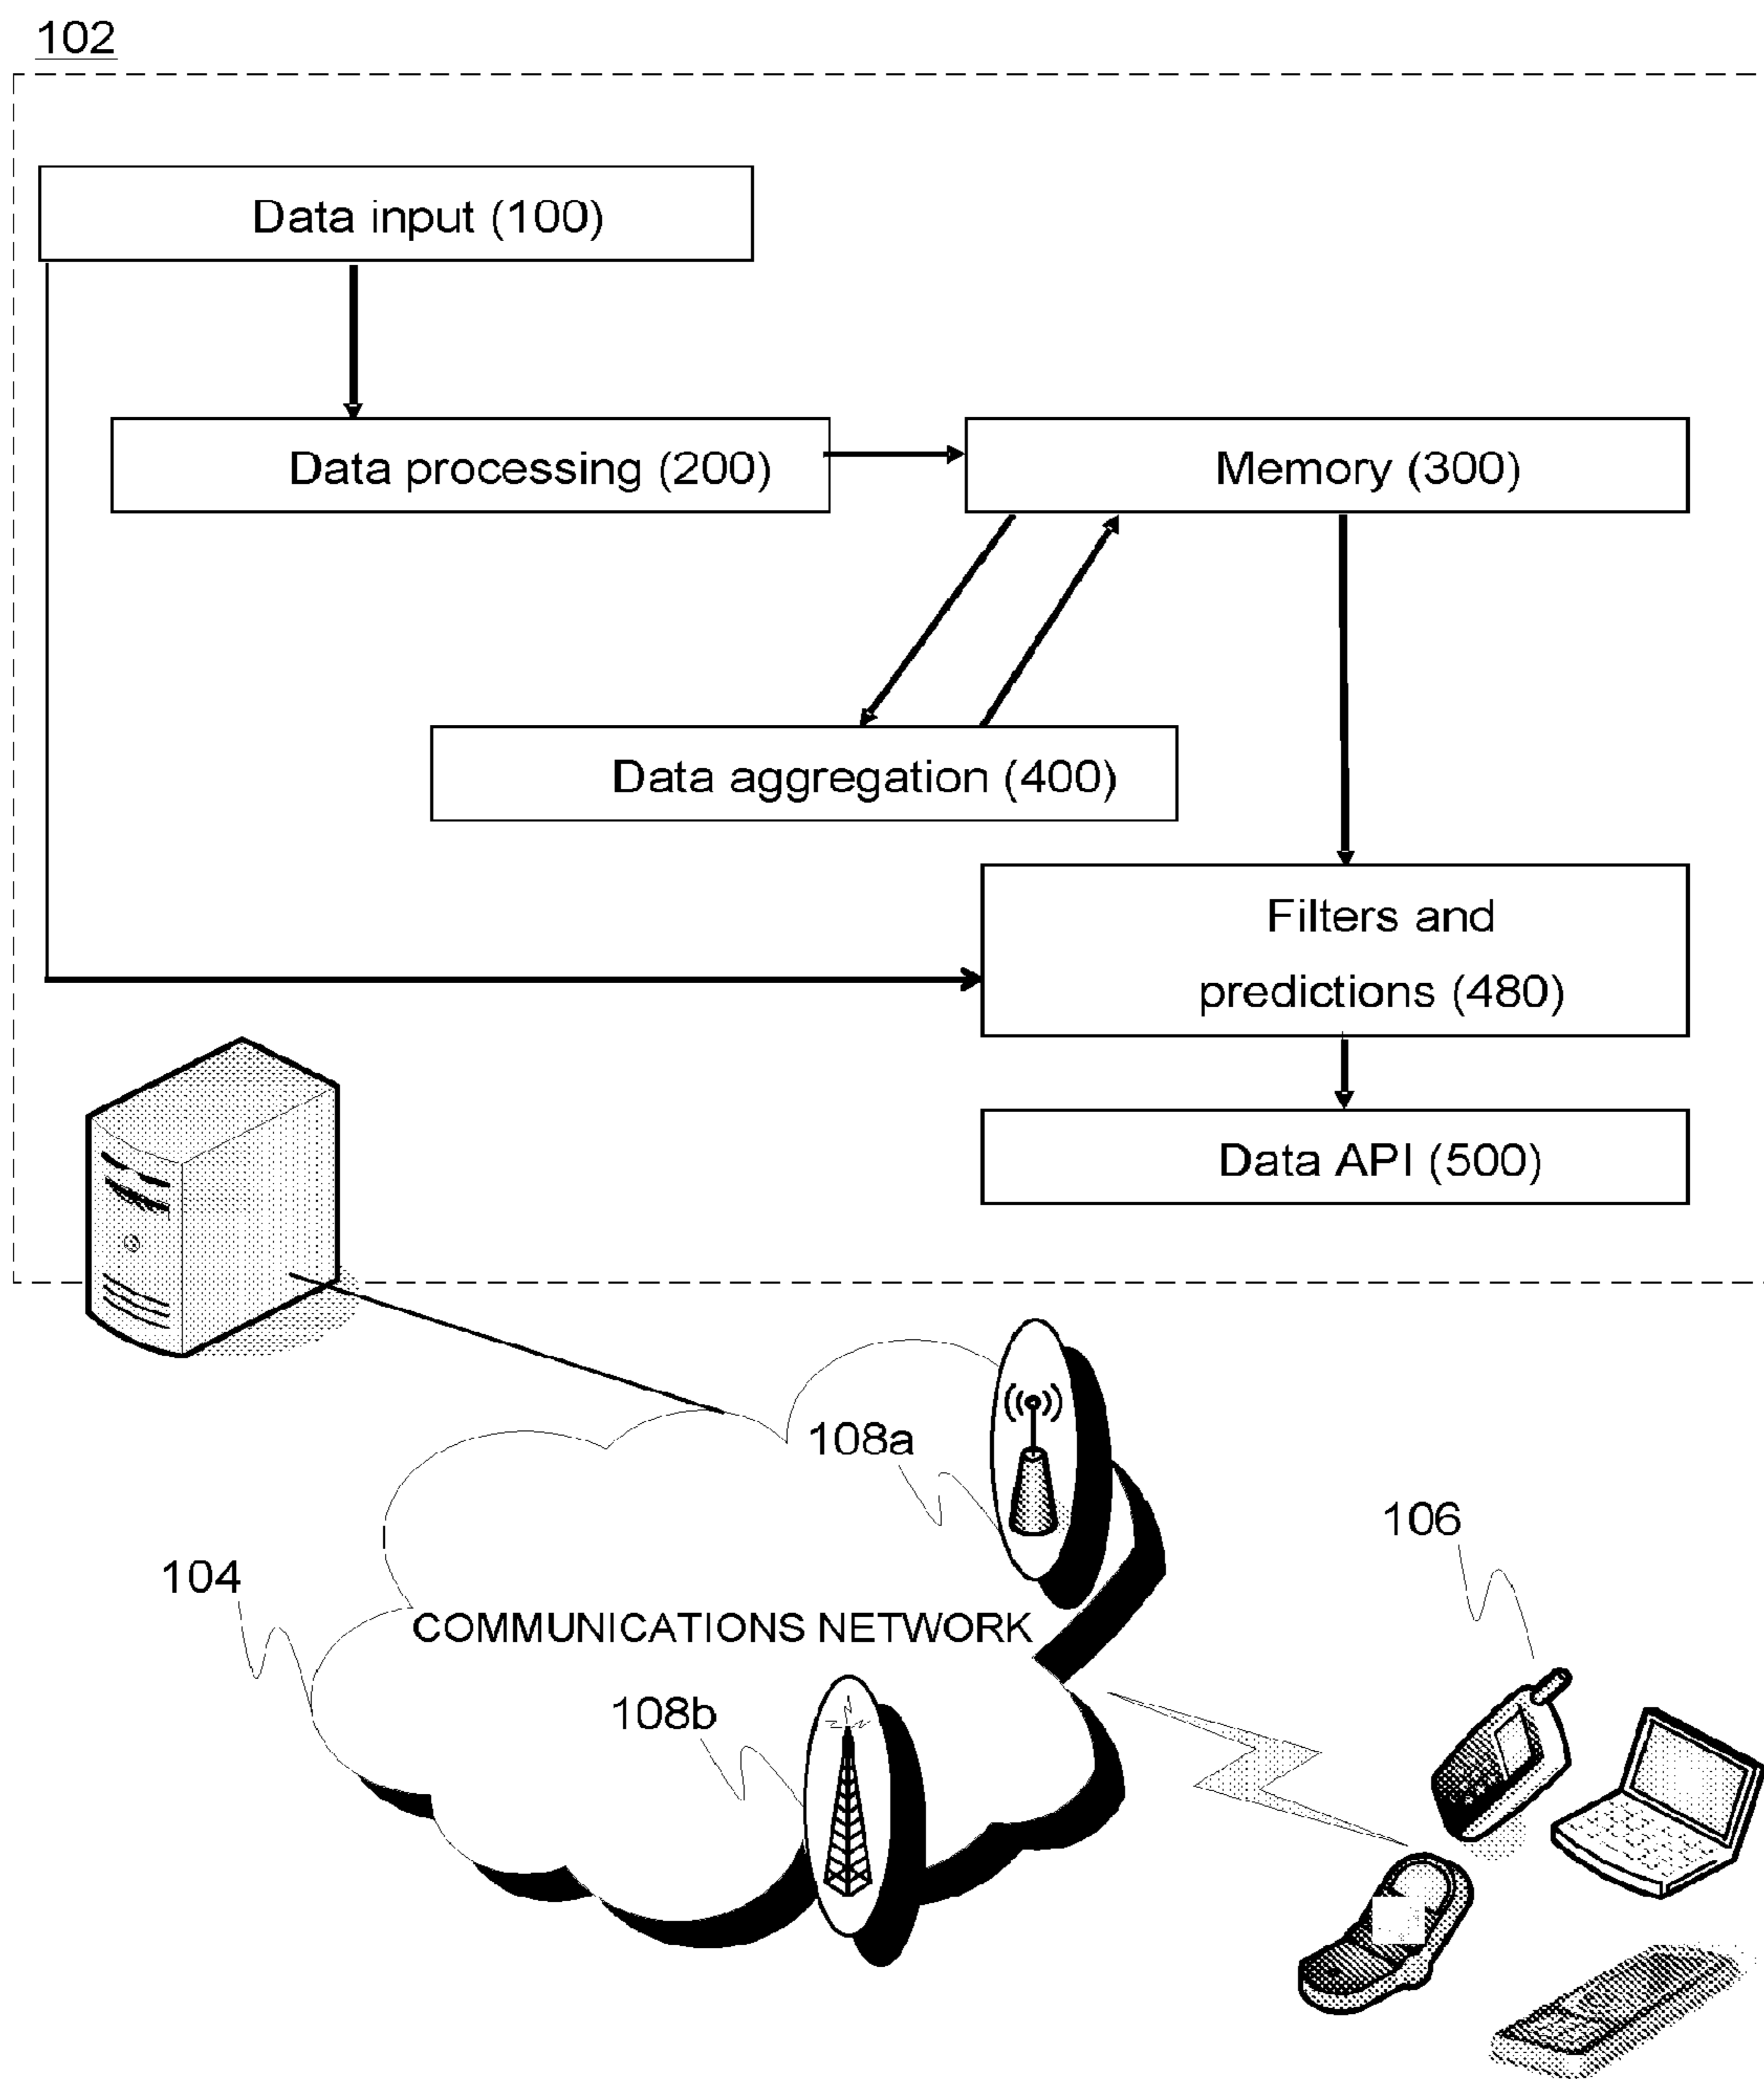 102
Data input (100)
Data processing (200)
Memory (300)
Data aggregation (400)
Filters and
predictions (480)
Data API (500)
108a
106
104
COMMUNICATIONS NETWORK
108b